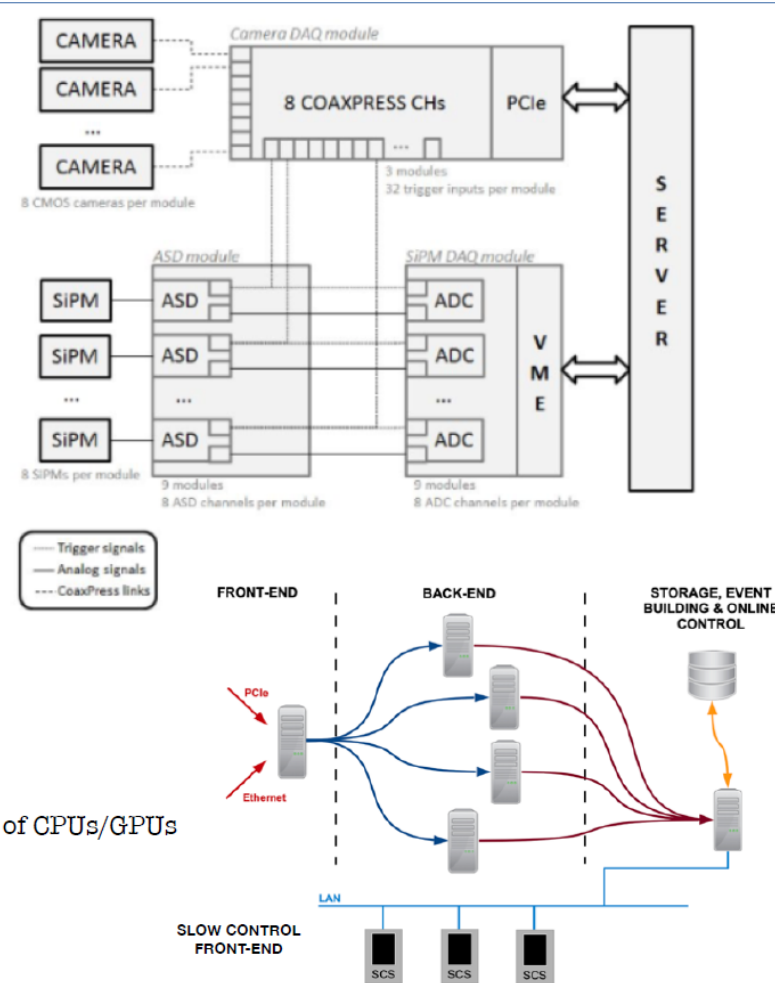 Camera DAQ module
CAMERA
CAMERA
...
CAMERA
8 CMOS cameras per module
8 COAXPRESS CHs
PCIe
...
3 modules
32 trigger inputs per module
SERVER
ASD module
SiPM DAQ module
SiPM
ASD
ADC
SiPM
ASD
ADC
...
...
...
SiPM
ASD
ADC
VME
8 SIPMs per module
9 modules
8 ASD channels per module
9 modules
8 ADC channels per module
Trigger signals
Analog signals
CoaxPress links
FRONT-END
BACK-END
STORAGE, EVENT
BUILDING & ONLINE
CONTROL
PCIe
Ethernet
of CPUs/GPUs
LAN
SLOW CONTROL
FRONT-END
SCS
SCS
SCS